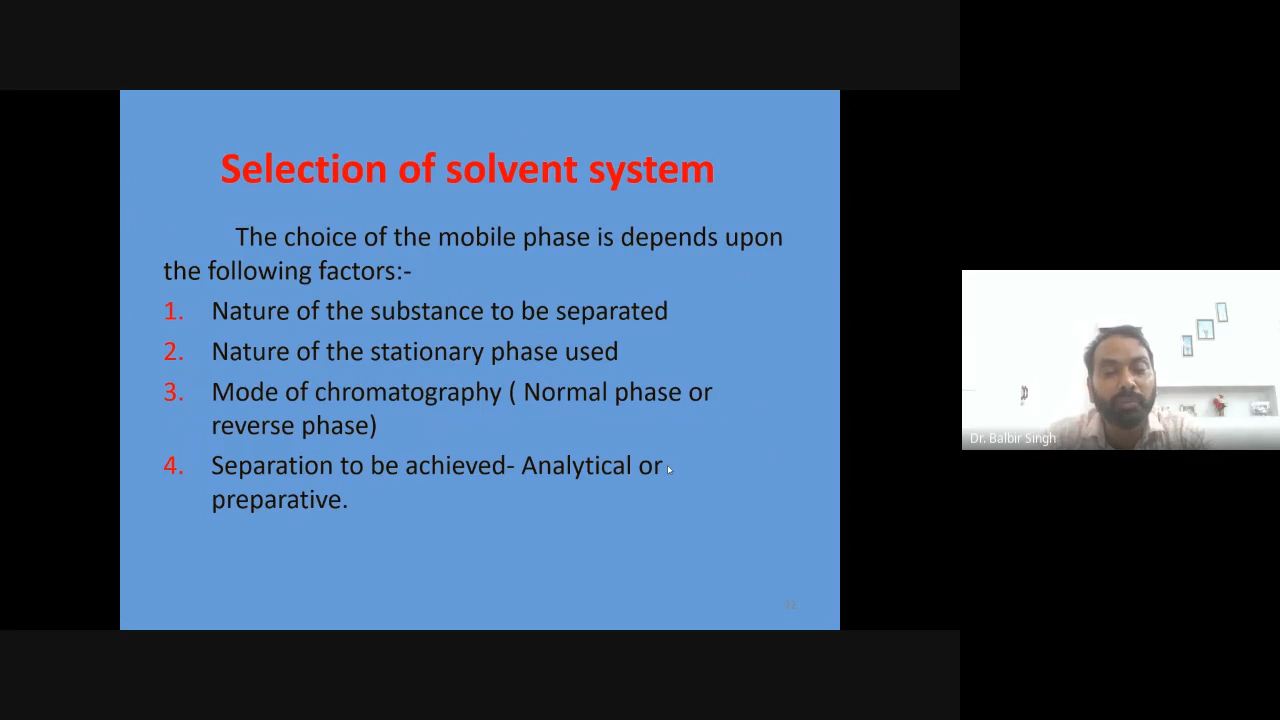 Selection of solvent system
The choice of the mobile phase is depends upon
the following factors:-
1. Nature of the substance to be separated
2. Nature of the stationary phase used
3. Mode of chromatography ( Normal phase or
reverse phase)
4. Separation to be achieved- Analytical or
preparative.
Dr. Balbir Singh